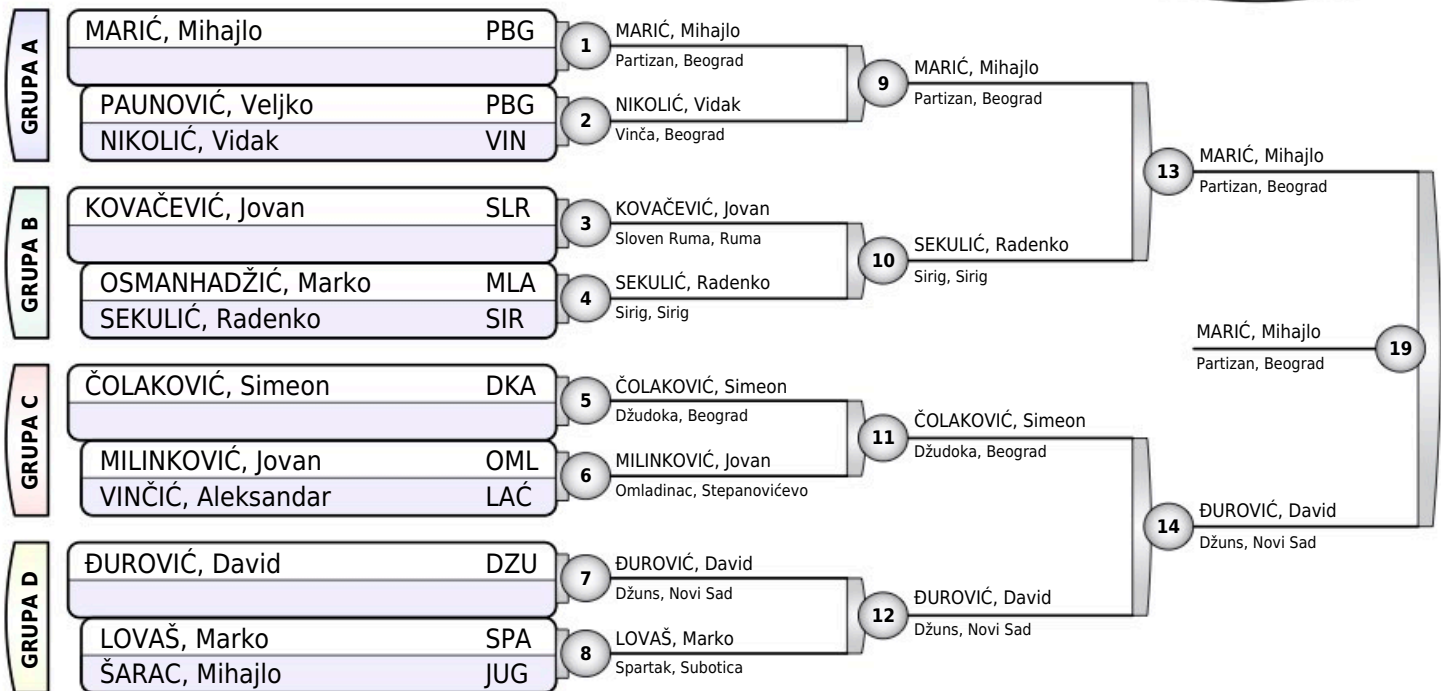 GRUPA A
MARIĆ, Mihajlo PBG
PAUNOVIĆ, Veljko PBG
NIKOLIĆ, Vidak VIN
1
MARIĆ, Mihajlo
Partizan, Beograd
2
NIKOLIĆ, Vidak
Vinča, Beograd
9
MARIĆ, Mihajlo
Partizan, Beograd
GRUPA B
KOVAČEVIĆ, Jovan SLR
OSMANHADŽIĆ, Marko MLA
SEKULIĆ, Radenko SIR
3
KOVAČEVIĆ, Jovan
Sloven Ruma, Ruma
4
SEKULIĆ, Radenko
Sirig, Sirig
10
SEKULIĆ, Radenko
Sirig, Sirig
13
MARIĆ, Mihajlo
Partizan, Beograd
GRUPA C
ČOLAKOVIĆ, Simeon DKA
MILINKOVIĆ, Jovan OML
VINČIĆ, Aleksandar LAĆ
5
ČOLAKOVIĆ, Simeon
Džudoka, Beograd
6
MILINKOVIĆ, Jovan
Omladinac, Stepanovićevo
11
ČOLAKOVIĆ, Simeon
Džudoka, Beograd
GRUPA D
ĐUROVIĆ, David DZU
LOVAŠ, Marko SPA
ŠARAC, Mihajlo JUG
7
ĐUROVIĆ, David
Džuns, Novi Sad
8
LOVAŠ, Marko
Spartak, Subotica
12
ĐUROVIĆ, David
Džuns, Novi Sad
14
ĐUROVIĆ, David
Džuns, Novi Sad
MARIĆ, Mihajlo
Partizan, Beograd
19